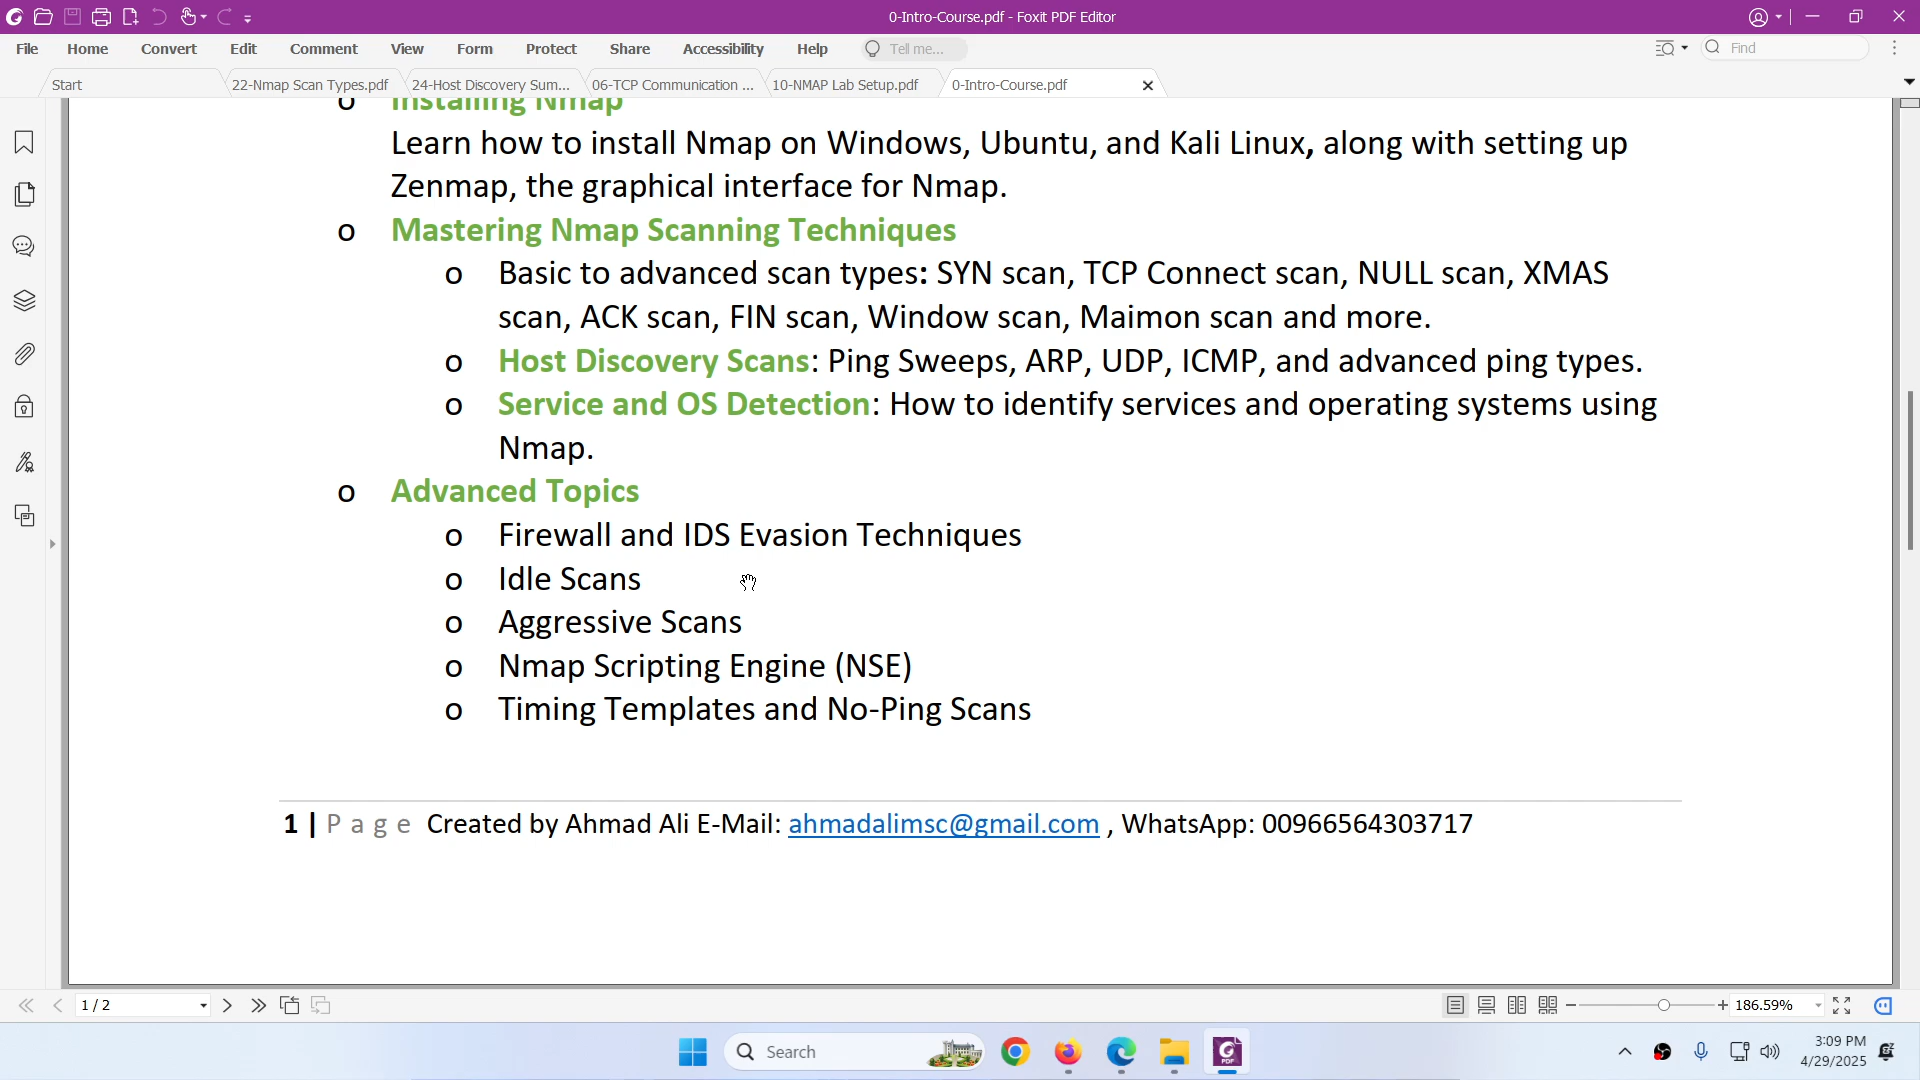 0-Intro-Course.pdf - Foxit PDF Editor
File Home Convert Edit Comment View Form Protect Share Accessibility Help Tell me... Find
Start 22-Nmap Scan Types.pdf 24-Host Discovery Sum... 06-TCP Communication ... 10-NMAP Lab Setup.pdf 0-Intro-Course.pdf
o Installing Nmap
Learn how to install Nmap on Windows, Ubuntu, and Kali Linux, along with setting up
Zenmap, the graphical interface for Nmap.
o Mastering Nmap Scanning Techniques
o Basic to advanced scan types: SYN scan, TCP Connect scan, NULL scan, XMAS
scan, ACK scan, FIN scan, Window scan, Maimon scan and more.
o Host Discovery Scans: Ping Sweeps, ARP, UDP, ICMP, and advanced ping types.
o Service and OS Detection: How to identify services and operating systems using
Nmap.
o Advanced Topics
o Firewall and IDS Evasion Techniques
o Idle Scans
o Aggressive Scans
o Nmap Scripting Engine (NSE)
o Timing Templates and No-Ping Scans
1 | P a g e Created by Ahmad Ali E-Mail: ahmadalimsc@gmail.com , WhatsApp: 00966564303717
1 / 2 186.59%
Search
3:09 PM
4/29/2025